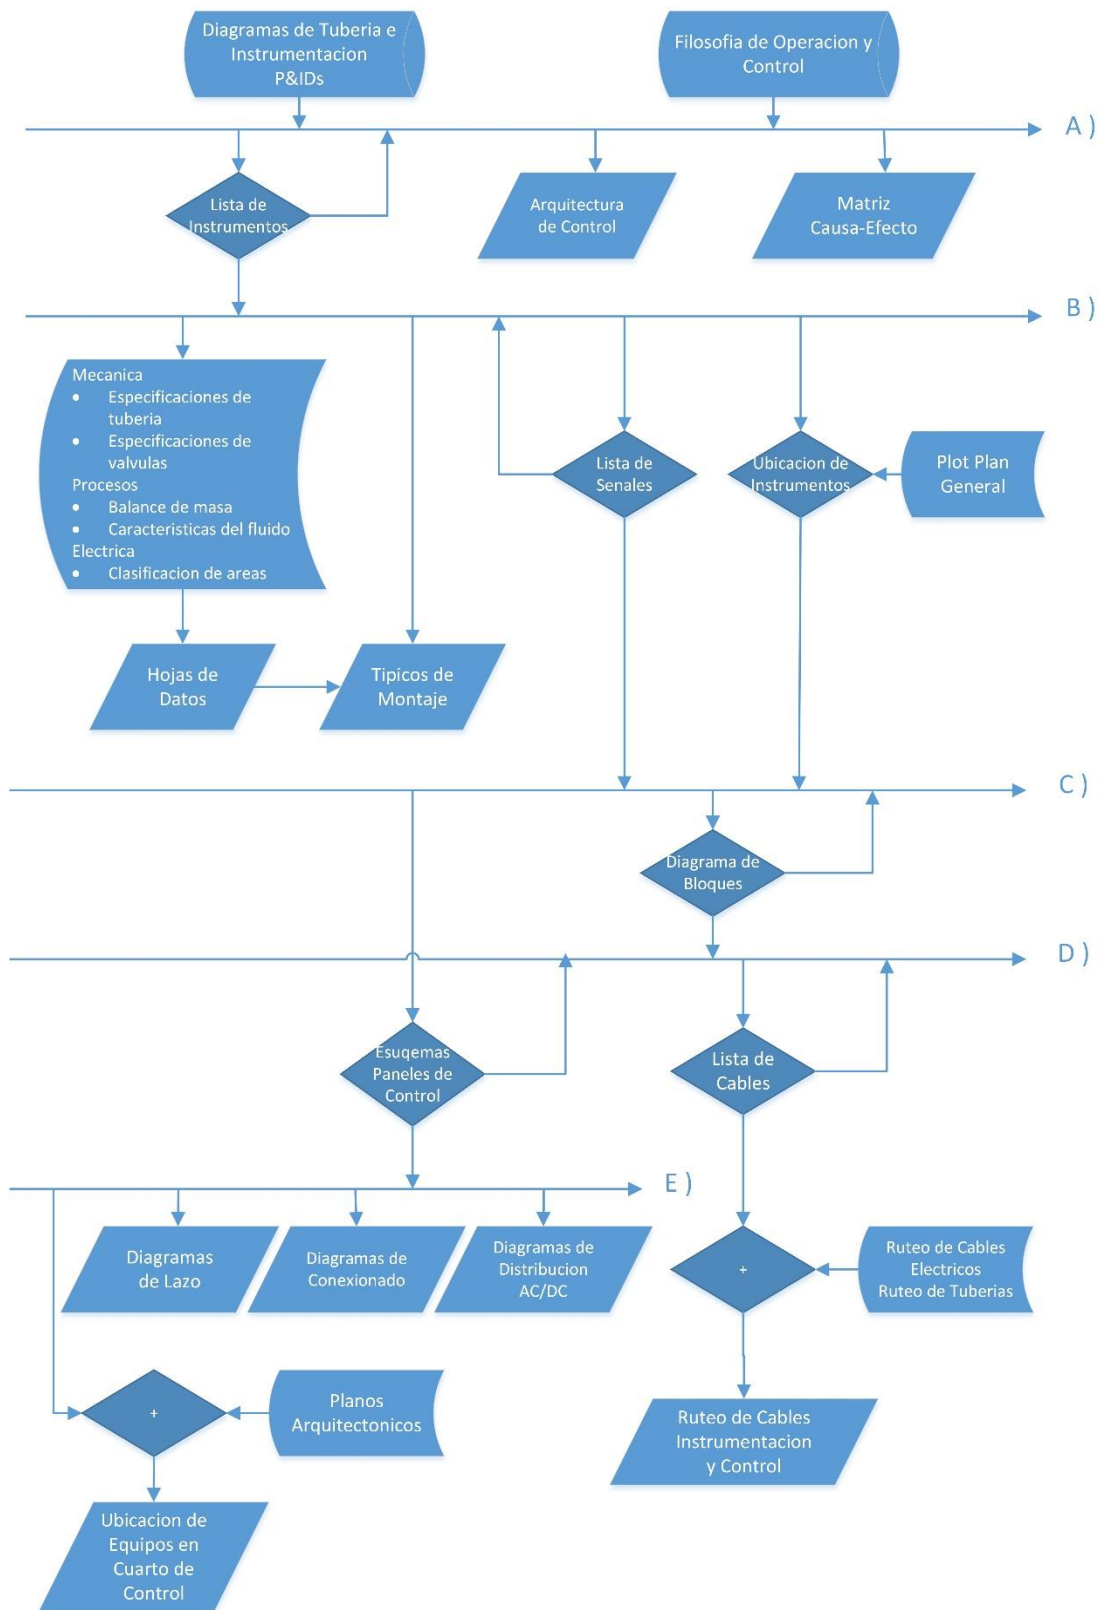 Diagramas de Tuberia e
Instrumentacion
P&IDs
Filosofia de Operacion y
Control
A )
Lista de
Instrumentos
Arquitectura
de Control
Matriz
Causa-Efecto
B )
Mecanica
• Especificaciones de
tuberia
• Especificaciones de
valvulas
Procesos
• Balance de masa
• Caracteristicas del fluido
Electrica
• Clasificacion de areas
Lista de
Senales
Ubicacion de
Instrumentos
Plot Plan
General
Hojas de
Datos
Tipicos de
Montaje
C )
Diagrama de
Bloques
D )
Esuqemas
Paneles de
Control
Lista de
Cables
E )
Diagramas
de Lazo
Diagramas de
Conexionado
Diagramas de
Distribucion
AC/DC
+
Ruteo de Cables
Electricos
Ruteo de Tuberias
+
Planos
Arquitectonicos
Ruteo de Cables
Instrumentacion
y Control
Ubicacion de
Equipos en
Cuarto de
Control